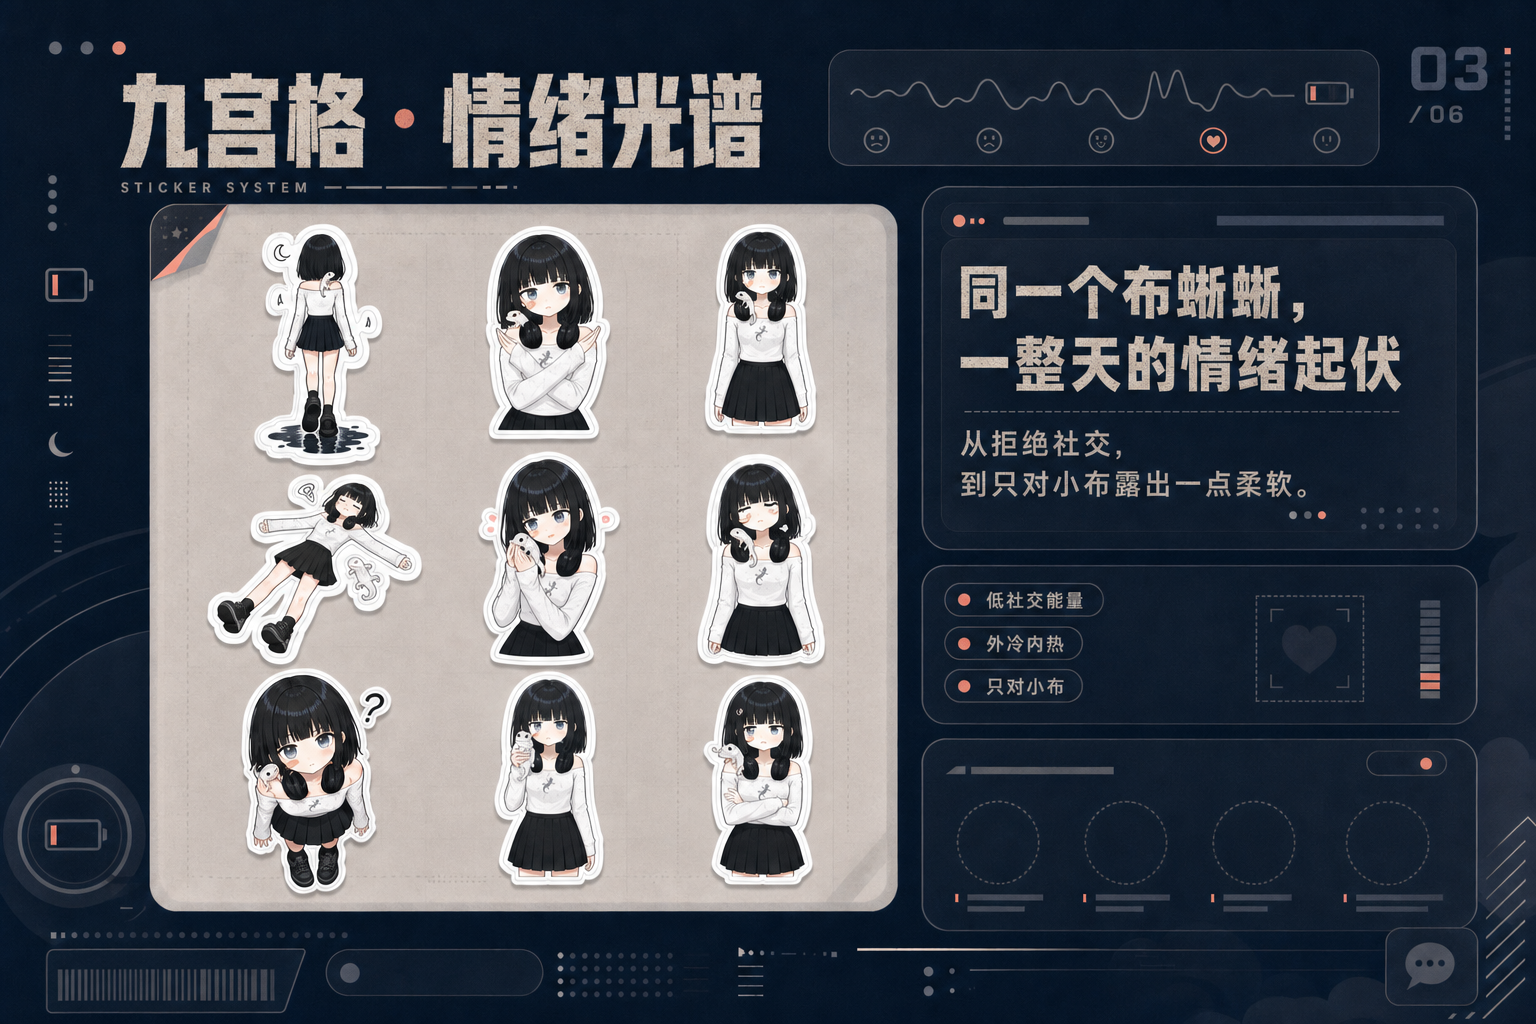 九宫格·情绪光谱
STICKER SYSTEM
03
/06
?
同一个布蜥蜥，
一整天的情绪起伏
从拒绝社交，
到只对小布露出一点柔软。
低社交能量
外冷内热
只对小布